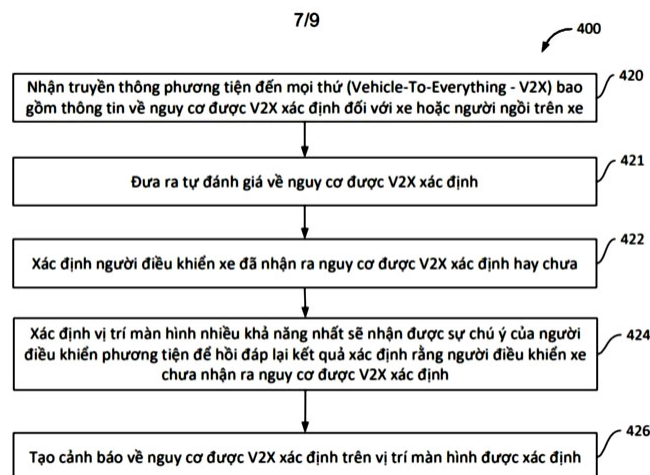 7/9
400
Nhận truyền thông phương tiện đến mọi thứ (Vehicle-To-Everything - V2X) bao
gồm thông tin về nguy cơ được V2X xác định đối với xe hoặc người ngồi trên xe
420
Đưa ra tự đánh giá về nguy cơ được V2X xác định
421
Xác định người điều khiển xe đã nhận ra nguy cơ được V2X xác định hay chưa
422
Xác định vị trí màn hình nhiều khả năng nhất sẽ nhận được sự chú ý của người
điều khiển phương tiện để hồi đáp lại kết quả xác định rằng người điều khiển xe
chưa nhận ra nguy cơ được V2X xác định
424
Tạo cảnh báo về nguy cơ được V2X xác định trên vị trí màn hình được xác định
426